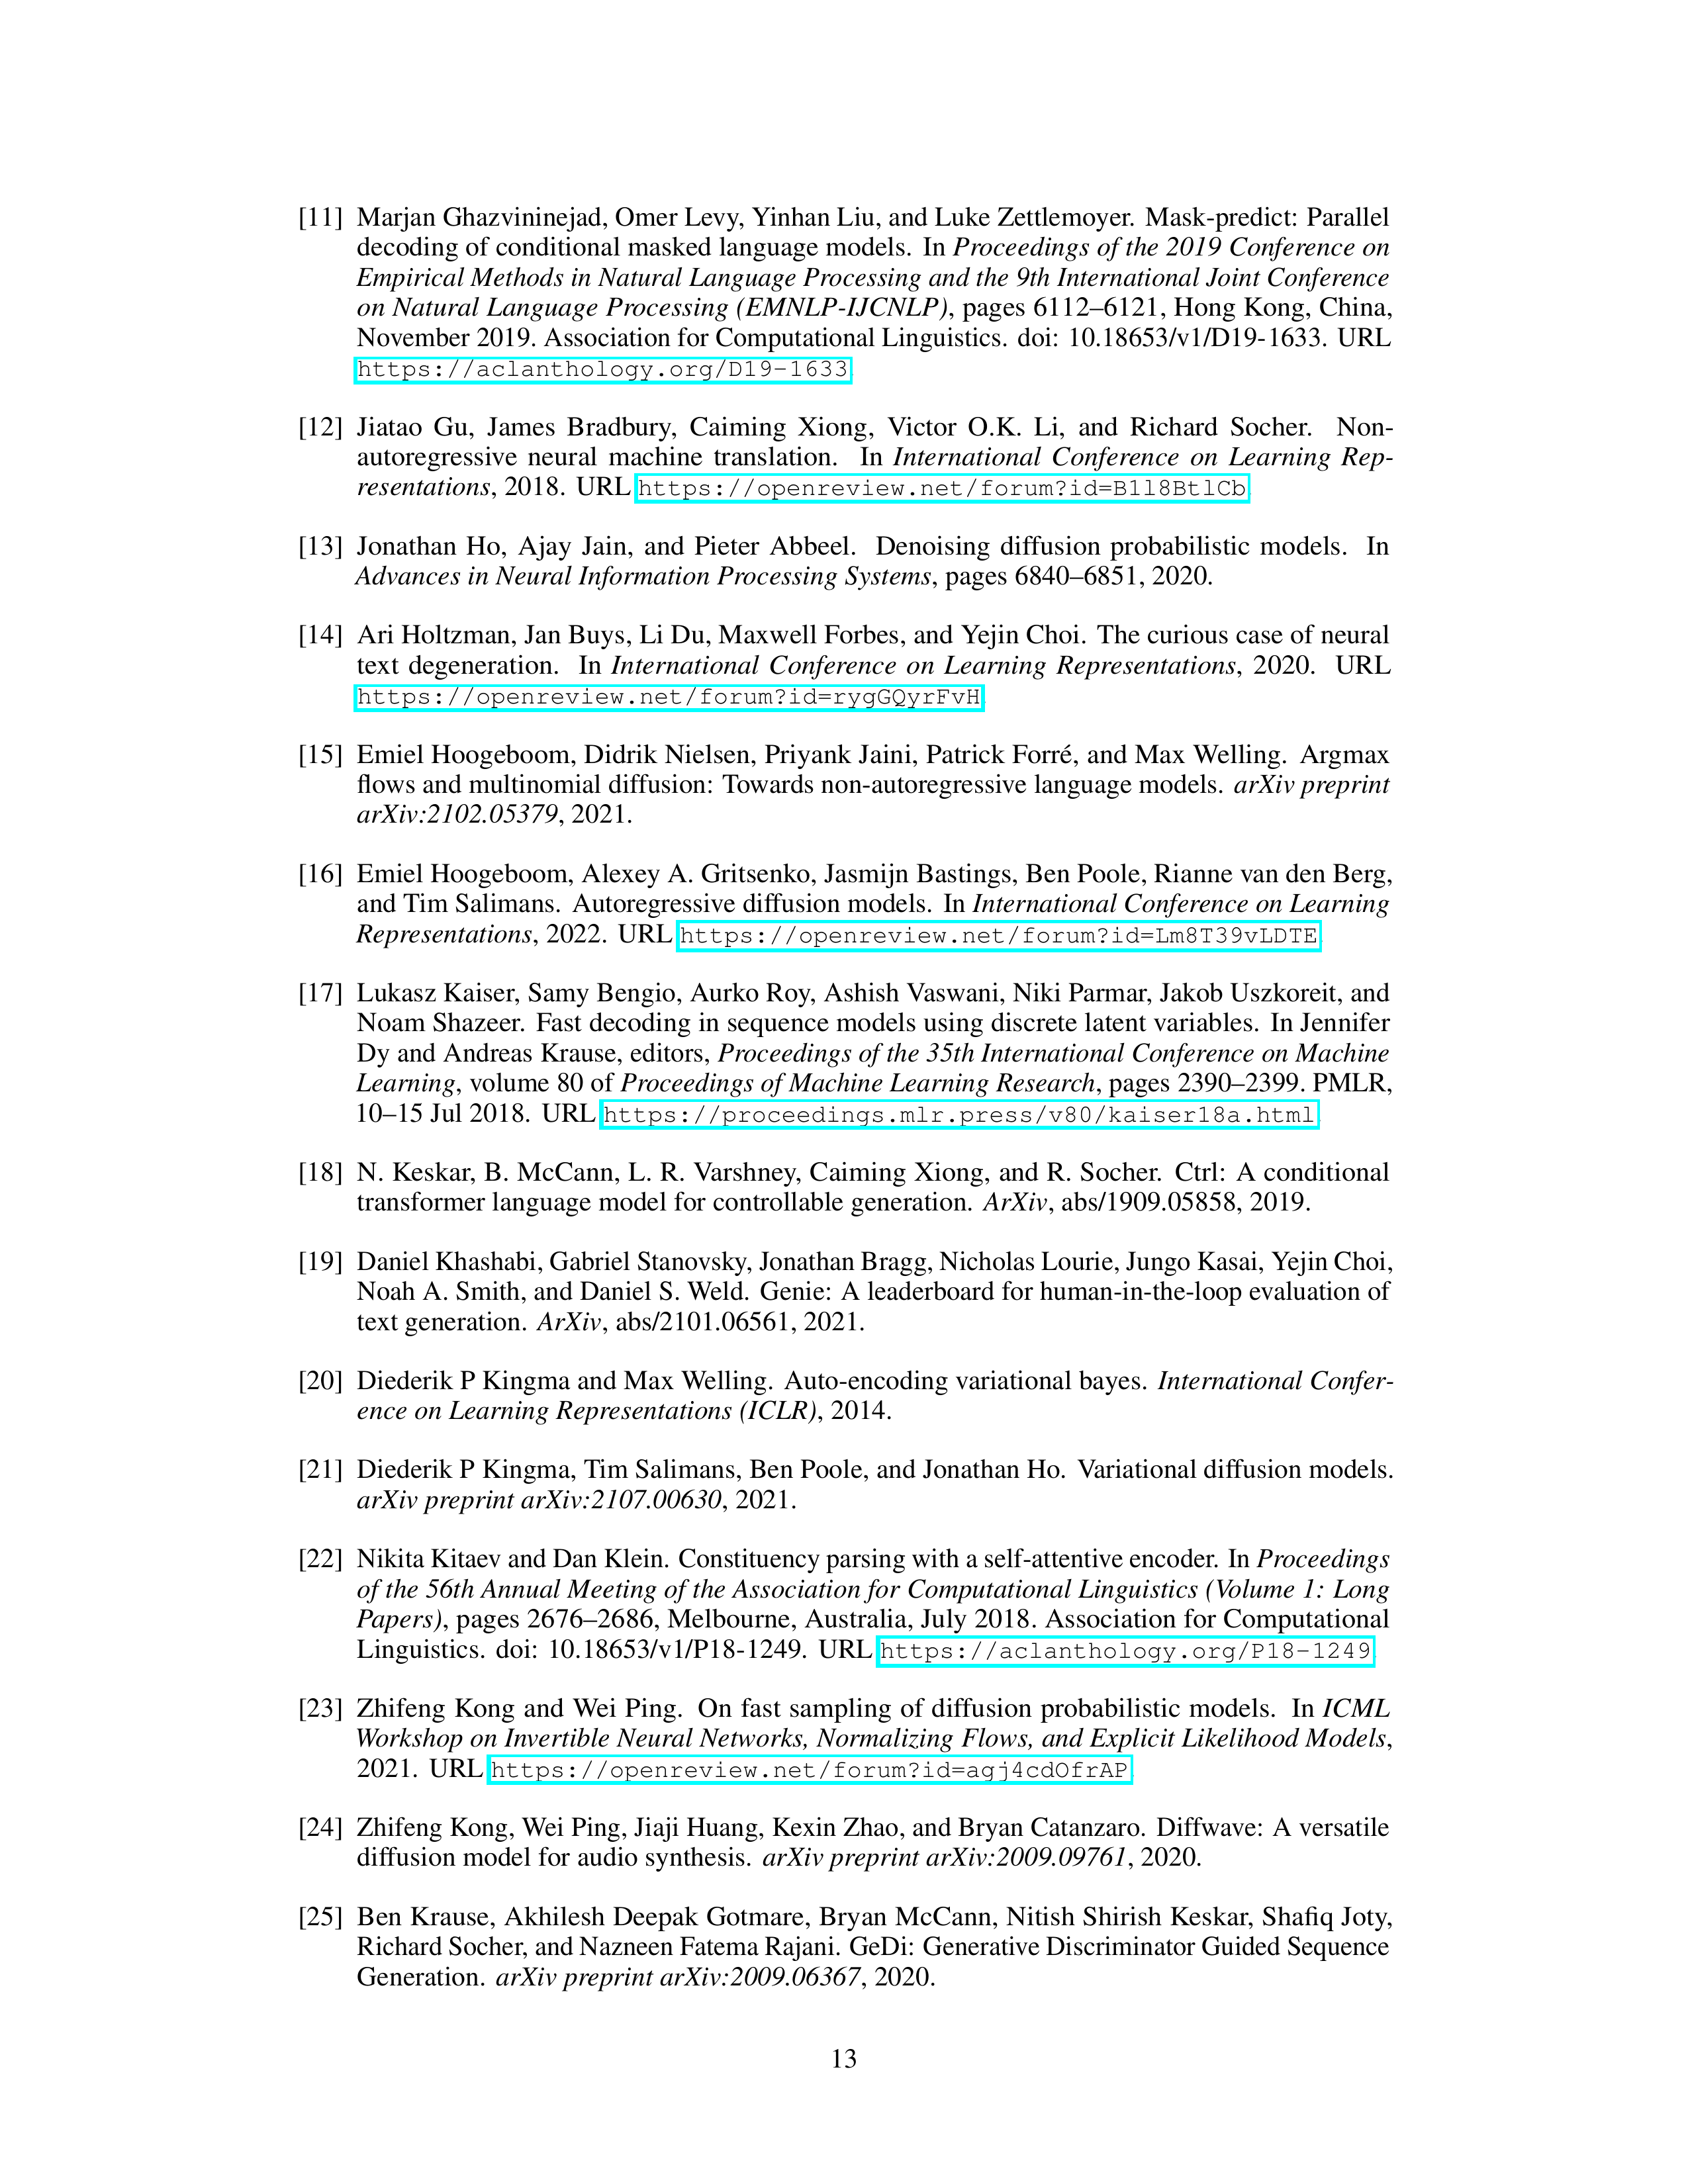 [11] Marjan Ghazvininejad, Omer Levy, Yinhan Liu, and Luke Zettlemoyer. Mask-predict: Parallel
decoding of conditional masked language models. In Proceedings of the 2019 Conference on
Empirical Methods in Natural Language Processing and the 9th International Joint Conference
on Natural Language Processing (EMNLP-IJCNLP), pages 6112–6121, Hong Kong, China,
November 2019. Association for Computational Linguistics. doi: 10.18653/v1/D19-1633. URL
https://aclanthology.org/D19-1633
[12] Jiatao Gu, James Bradbury, Caiming Xiong, Victor O.K. Li, and Richard Socher. Non-
autoregressive neural machine translation. In International Conference on Learning Rep-
resentations, 2018. URL https://openreview.net/forum?id=B1l8BtlCb
[13] Jonathan Ho, Ajay Jain, and Pieter Abbeel. Denoising diffusion probabilistic models. In
Advances in Neural Information Processing Systems, pages 6840–6851, 2020.
[14] Ari Holtzman, Jan Buys, Li Du, Maxwell Forbes, and Yejin Choi. The curious case of neural
text degeneration. In International Conference on Learning Representations, 2020. URL
https://openreview.net/forum?id=rygGQyrFvH
[15] Emiel Hoogeboom, Didrik Nielsen, Priyank Jaini, Patrick Forré, and Max Welling. Argmax
flows and multinomial diffusion: Towards non-autoregressive language models. arXiv preprint
arXiv:2102.05379, 2021.
[16] Emiel Hoogeboom, Alexey A. Gritsenko, Jasmijn Bastings, Ben Poole, Rianne van den Berg,
and Tim Salimans. Autoregressive diffusion models. In International Conference on Learning
Representations, 2022. URL https://openreview.net/forum?id=Lm8T39vLDTE
[17] Lukasz Kaiser, Samy Bengio, Aurko Roy, Ashish Vaswani, Niki Parmar, Jakob Uszkoreit, and
Noam Shazeer. Fast decoding in sequence models using discrete latent variables. In Jennifer
Dy and Andreas Krause, editors, Proceedings of the 35th International Conference on Machine
Learning, volume 80 of Proceedings of Machine Learning Research, pages 2390–2399. PMLR,
10–15 Jul 2018. URL https://proceedings.mlr.press/v80/kaiser18a.html
[18] N. Keskar, B. McCann, L. R. Varshney, Caiming Xiong, and R. Socher. Ctrl: A conditional
transformer language model for controllable generation. ArXiv, abs/1909.05858, 2019.
[19] Daniel Khashabi, Gabriel Stanovsky, Jonathan Bragg, Nicholas Lourie, Jungo Kasai, Yejin Choi,
Noah A. Smith, and Daniel S. Weld. Genie: A leaderboard for human-in-the-loop evaluation of
text generation. ArXiv, abs/2101.06561, 2021.
[20] Diederik P Kingma and Max Welling. Auto-encoding variational bayes. International Confer-
ence on Learning Representations (ICLR), 2014.
[21] Diederik P Kingma, Tim Salimans, Ben Poole, and Jonathan Ho. Variational diffusion models.
arXiv preprint arXiv:2107.00630, 2021.
[22] Nikita Kitaev and Dan Klein. Constituency parsing with a self-attentive encoder. In Proceedings
of the 56th Annual Meeting of the Association for Computational Linguistics (Volume 1: Long
Papers), pages 2676–2686, Melbourne, Australia, July 2018. Association for Computational
Linguistics. doi: 10.18653/v1/P18-1249. URL https://aclanthology.org/P18-1249
[23] Zhifeng Kong and Wei Ping. On fast sampling of diffusion probabilistic models. In ICML
Workshop on Invertible Neural Networks, Normalizing Flows, and Explicit Likelihood Models,
2021. URL https://openreview.net/forum?id=agj4cdOfrAP
[24] Zhifeng Kong, Wei Ping, Jiaji Huang, Kexin Zhao, and Bryan Catanzaro. Diffwave: A versatile
diffusion model for audio synthesis. arXiv preprint arXiv:2009.09761, 2020.
[25] Ben Krause, Akhilesh Deepak Gotmare, Bryan McCann, Nitish Shirish Keskar, Shafiq Joty,
Richard Socher, and Nazneen Fatema Rajani. GeDi: Generative Discriminator Guided Sequence
Generation. arXiv preprint arXiv:2009.06367, 2020.
13